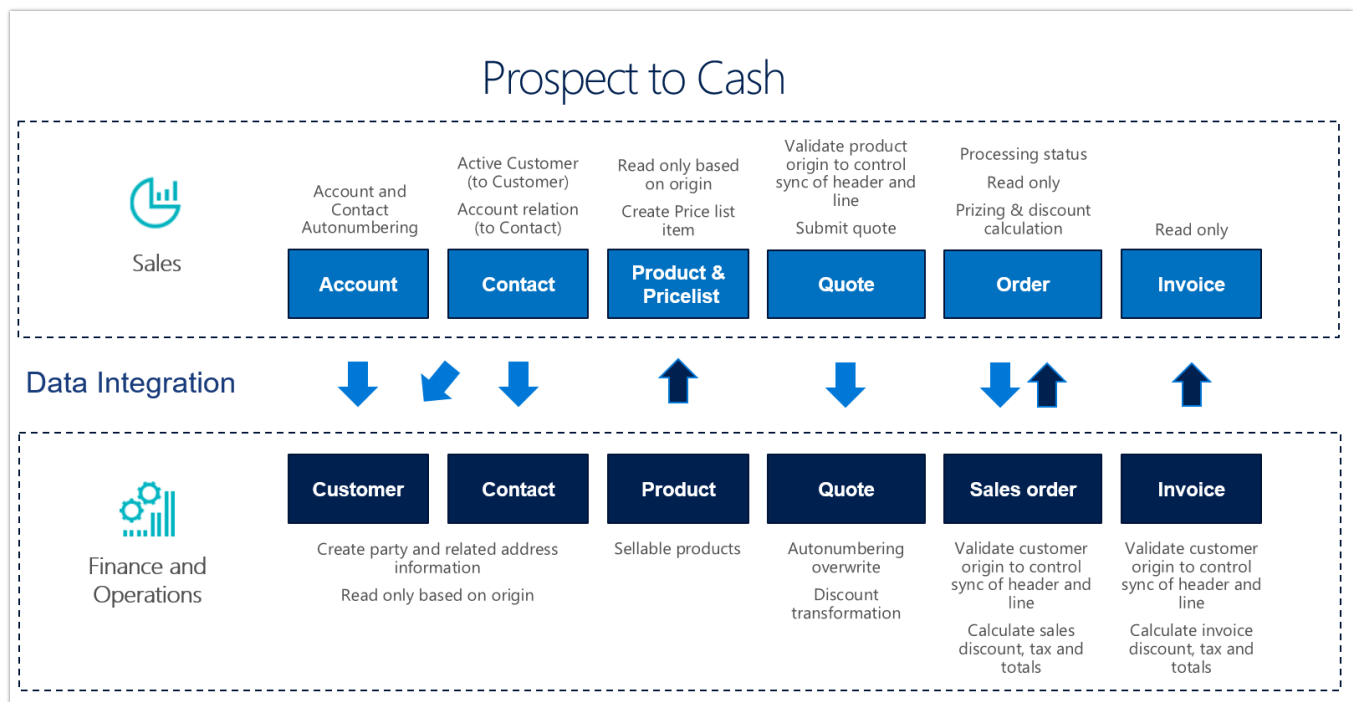 Prospect to Cash
Sales
Account and
Contact
Autonumbering
Active Customer
(to Customer)
Account relation
(to Contact)
Read only based
on origin
Create Price list
item
Validate product
origin to control
sync of header and
line
Submit quote
Processing status
Read only
Prizing & discount
calculation
Read only
Account
Contact
Product &
Pricelist
Quote
Order
Invoice
Data Integration
Finance and
Operations
Customer
Contact
Product
Quote
Sales order
Invoice
Create party and related address
information
Read only based on origin
Sellable products
Autonumbering
overwrite
Discount
transformation
Validate customer
origin to control
sync of header and
line
Calculate sales
discount, tax and
totals
Validate customer
origin to control
sync of header and
line
Calculate invoice
discount, tax and
totals